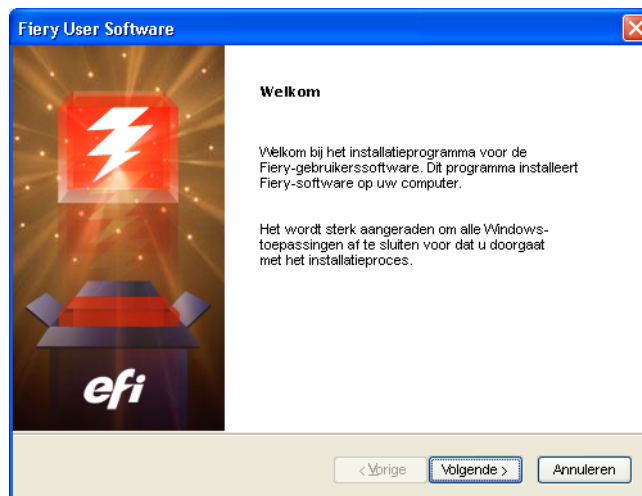 Fiery User Software
Welkom
Welkom bij het installatieprogramma voor de
Fiery-gebruikerssoftware. Dit programma installeert
Fiery-software op uw computer.
Het wordt sterk aangeraden om alle Windows-
toepassingen af te sluiten voor dat u doorgaat
met het installatieproces.
efi
< Vorige
Volgende >
Annuleren